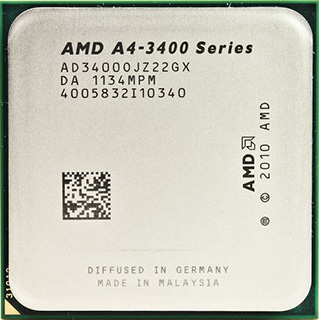 AMD A4-3400 Series
AD3400OJZ22GX
DA 1134MPM
4005832I10340
AMD
© 2010 AMD
DIFFUSED IN GERMANY
MADE IN MALAYSIA